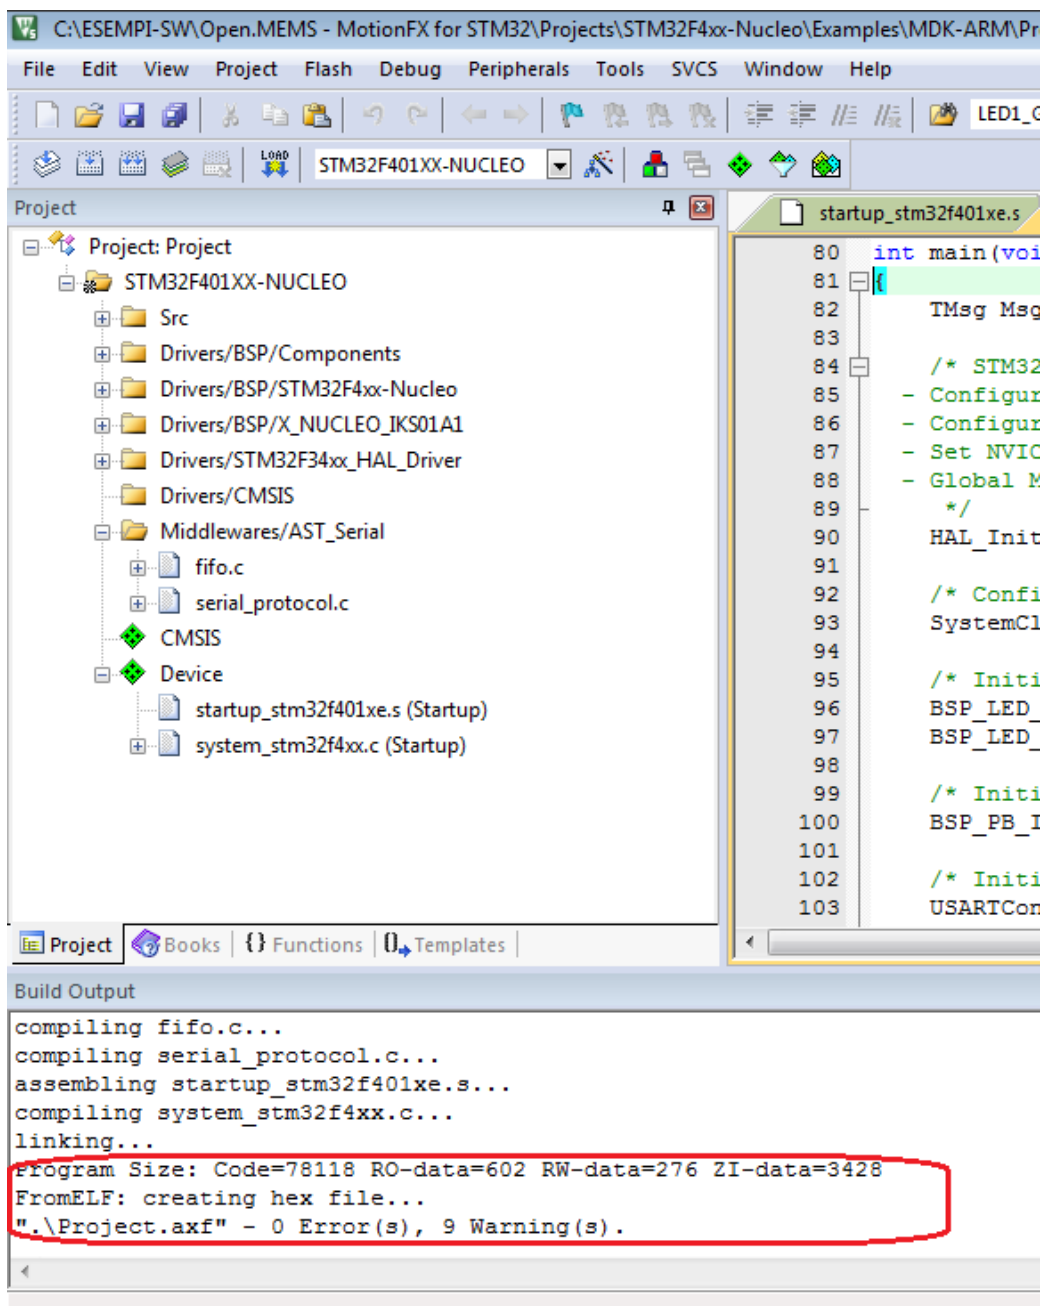 C:\ESEMPI-SW\Open.MEMS - MotionFX for STM32\Projects\STM32F4xx-Nucleo\Examples\MDK-ARM\Pr
File Edit View Project Flash Debug Peripherals Tools SVCS Window Help
LED1_G
LOAD
STM32F401XX-NUCLEO
Project
startup_stm32f401xe.s
Project: Project
STM32F401XX-NUCLEO
Src
Drivers/BSP/Components
Drivers/BSP/STM32F4xx-Nucleo
Drivers/BSP/X_NUCLEO_IKS01A1
Drivers/STM32F34xx_HAL_Driver
Drivers/CMSIS
Middlewares/AST_Serial
fifo.c
serial_protocol.c
CMSIS
Device
startup_stm32f401xe.s (Startup)
system_stm32f4xx.c (Startup)
80 int main(voi
81 {
82 TMsg Msg
83
84 /* STM32
85 - Configur
86 - Configur
87 - Set NVIC
88 - Global M
89 */
90 HAL_Init
91
92 /* Confi
93 SystemCl
94
95 /* Initi
96 BSP_LED_
97 BSP_LED_
98
99 /* Initi
100 BSP_PB_I
101
102 /* Initi
103 USARTCon
Project Books {} Functions 0 Templates
Build Output
compiling fifo.c...
compiling serial_protocol.c...
assembling startup_stm32f401xe.s...
compiling system_stm32f4xx.c...
linking...
Program Size: Code=78118 RO-data=602 RW-data=276 ZI-data=3428
FromELF: creating hex file...
".\Project.axf" - 0 Error(s), 9 Warning(s).